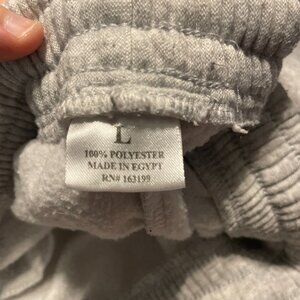 L
100% POLYESTER
MADE IN EGYPT
RN# 163199